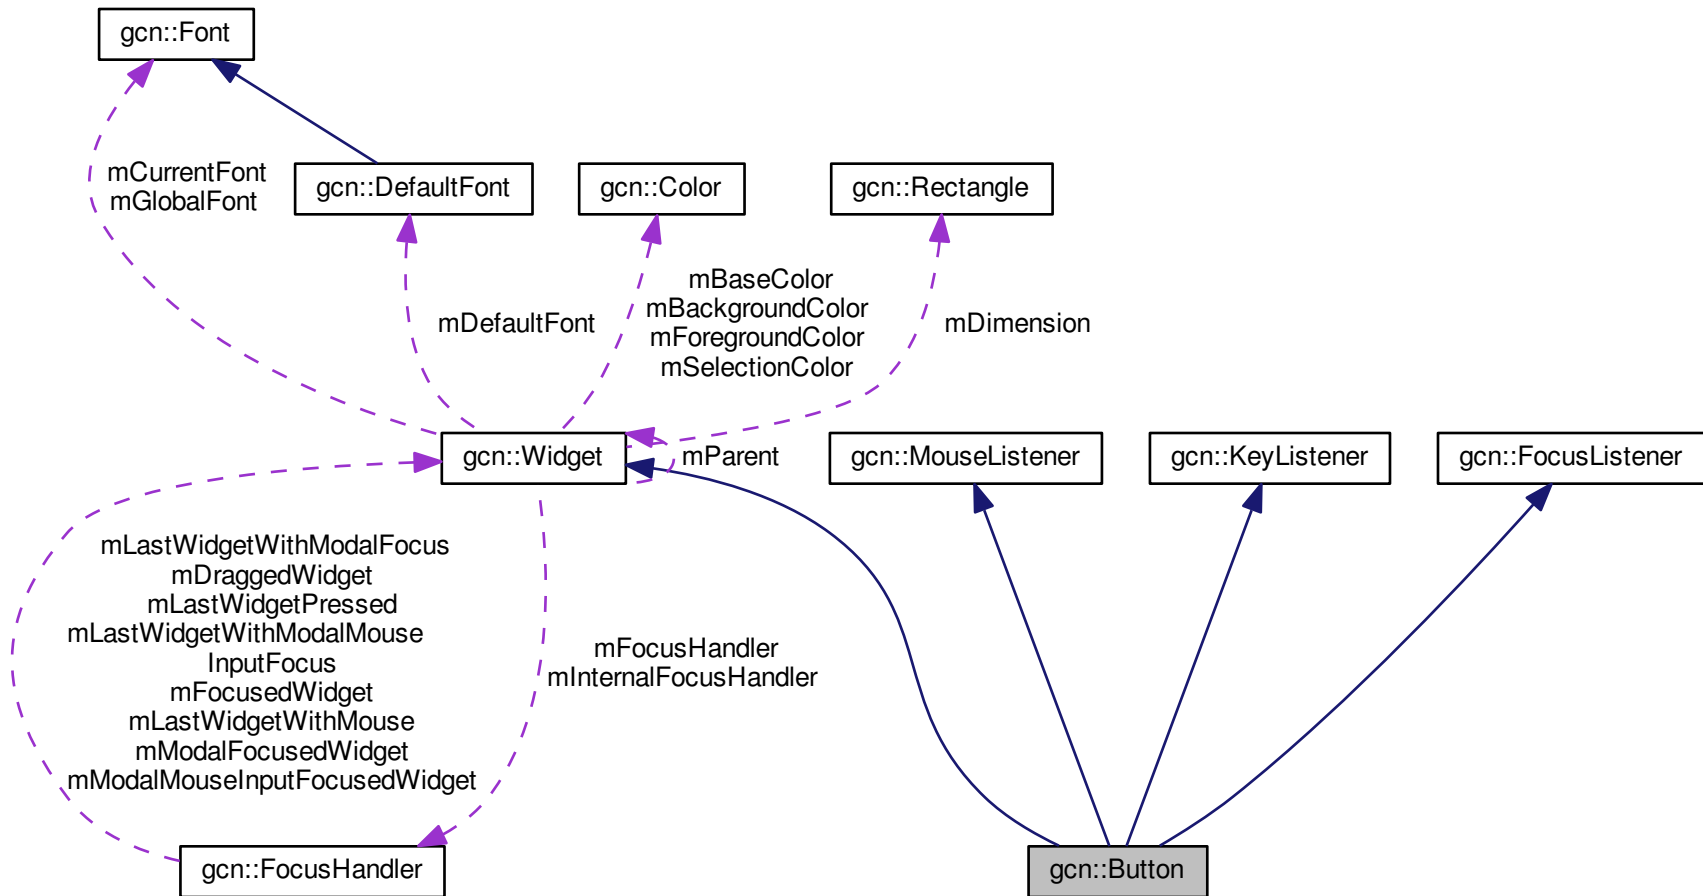 gcn::Font
mCurrentFont
mGlobalFont
gcn::DefaultFont
gcn::Color
gcn::Rectangle
mDefaultFont
mBaseColor
mBackgroundColor
mForegroundColor
mSelectionColor
mDimension
gcn::Widget
mParent
gcn::MouseListener
gcn::KeyListener
gcn::FocusListener
mLastWidgetWithModalFocus
mDraggedWidget
mLastWidgetPressed
mLastWidgetWithModalMouse
InputFocus
mFocusedWidget
mLastWidgetWithMouse
mModalFocusedWidget
mModalMouseInputFocusedWidget
mFocusHandler
mInternalFocusHandler
gcn::FocusHandler
gcn::Button